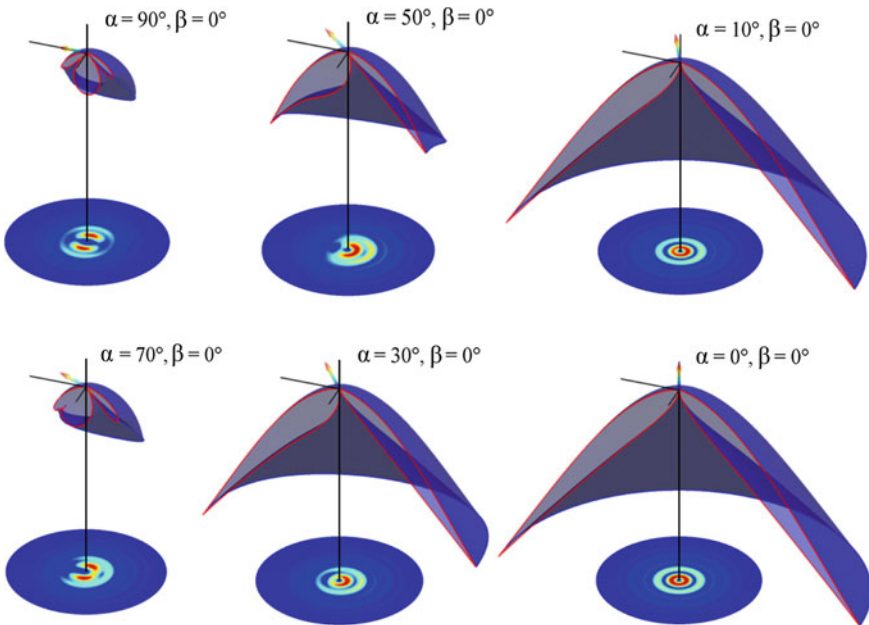 α = 90°, β = 0°
α = 50°, β = 0°
α = 10°, β = 0°
α = 70°, β = 0°
α = 30°, β = 0°
α = 0°, β = 0°